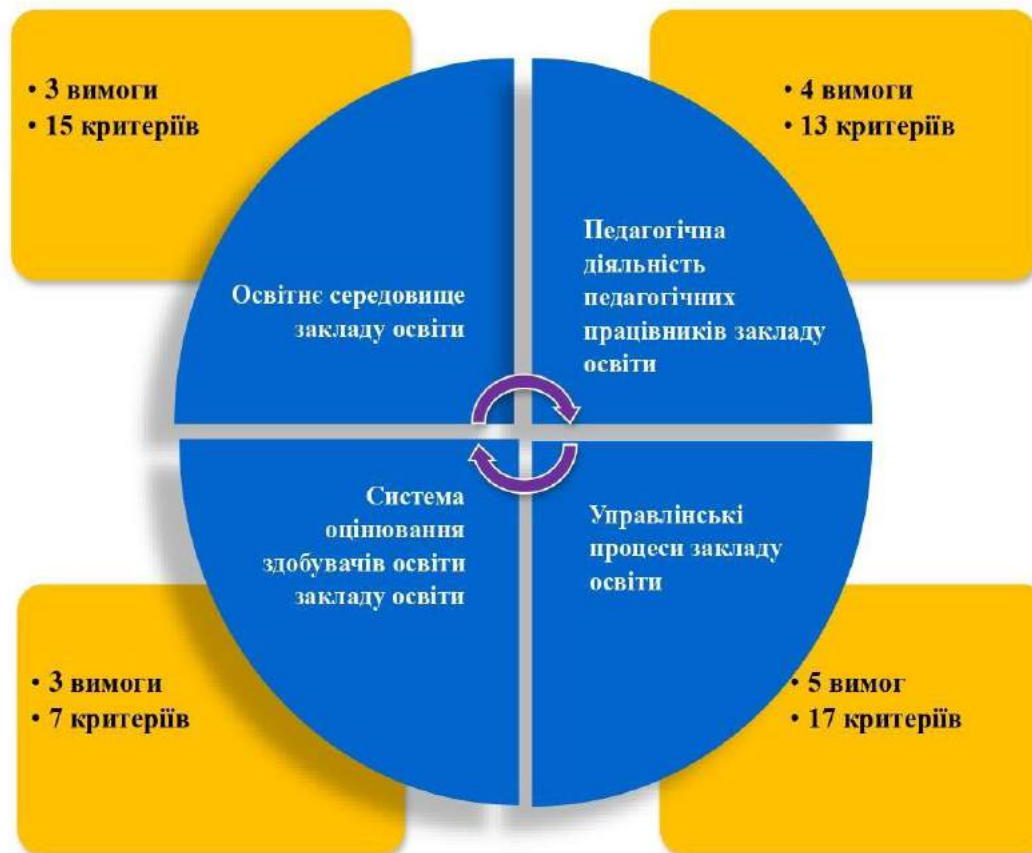 • 3 вимоги
• 15 критеріїв
• 4 вимоги
• 13 критеріїв
Освітнє середовище
закладу освіти
Педагогічна
діяльність
педагогічних
працівників закладу
освіти
Система
оцінювання
здобувачів освіти
закладу освіти
Управлінські
процеси закладу
освіти
• 3 вимоги
• 7 критеріїв
• 5 вимог
• 17 критеріїв